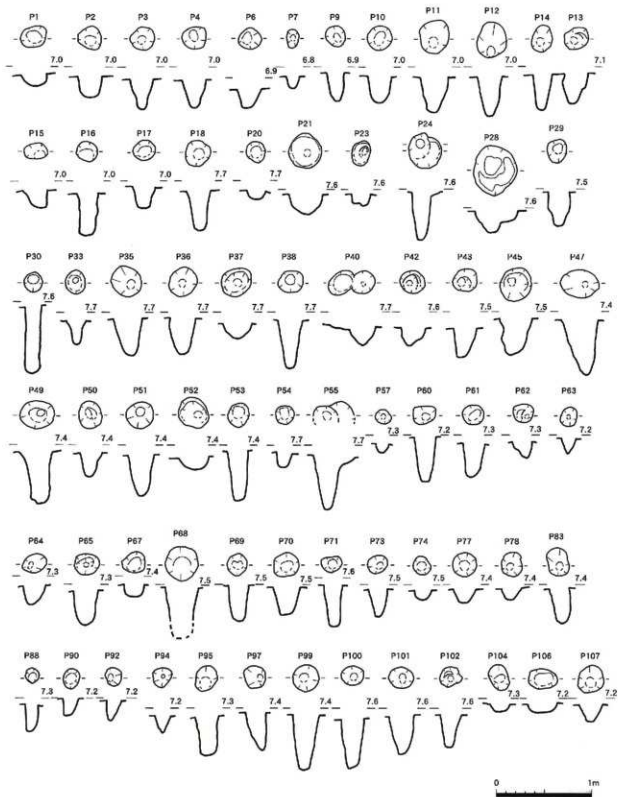 P1 P2 P3 P4 P6 P7 P9 P10 P11 P12 P14 P13
7.0 7.0 7.0 7.0 6.9 6.8 6.9 7.0 7.0 7.0 7.1
P15 P16 P17 P18 P20 P21 P23 P24 P28 P29
7.0 7.0 7.0 7.7 7.7 7.6 7.6 7.6 7.6 7.5
P30 P33 P35 P36 P37 P38 P40 P42 P43 P45 P47
7.6 7.7 7.7 7.7 7.7 7.7 7.7 7.6 7.5 7.5 7.4
P49 P50 P51 P52 P53 P54 P55 P57 P60 P61 P62 P63
7.4 7.4 7.4 7.4 7.4 7.7 7.7 7.3 7.2 7.3 7.3 7.2
P64 P65 P67 P68 P69 P70 P71 P73 P74 P77 P78 P83
7.3 7.3 7.4 7.5 7.5 7.5 7.6 7.5 7.5 7.4 7.4 7.4
P88 P90 P92 P94 P95 P97 P99 P100 P101 P102 P104 P106 P107
7.3 7.2 7.2 7.2 7.3 7.4 7.4 7.6 7.6 7.6 7.3 7.2 7.2
0 1m